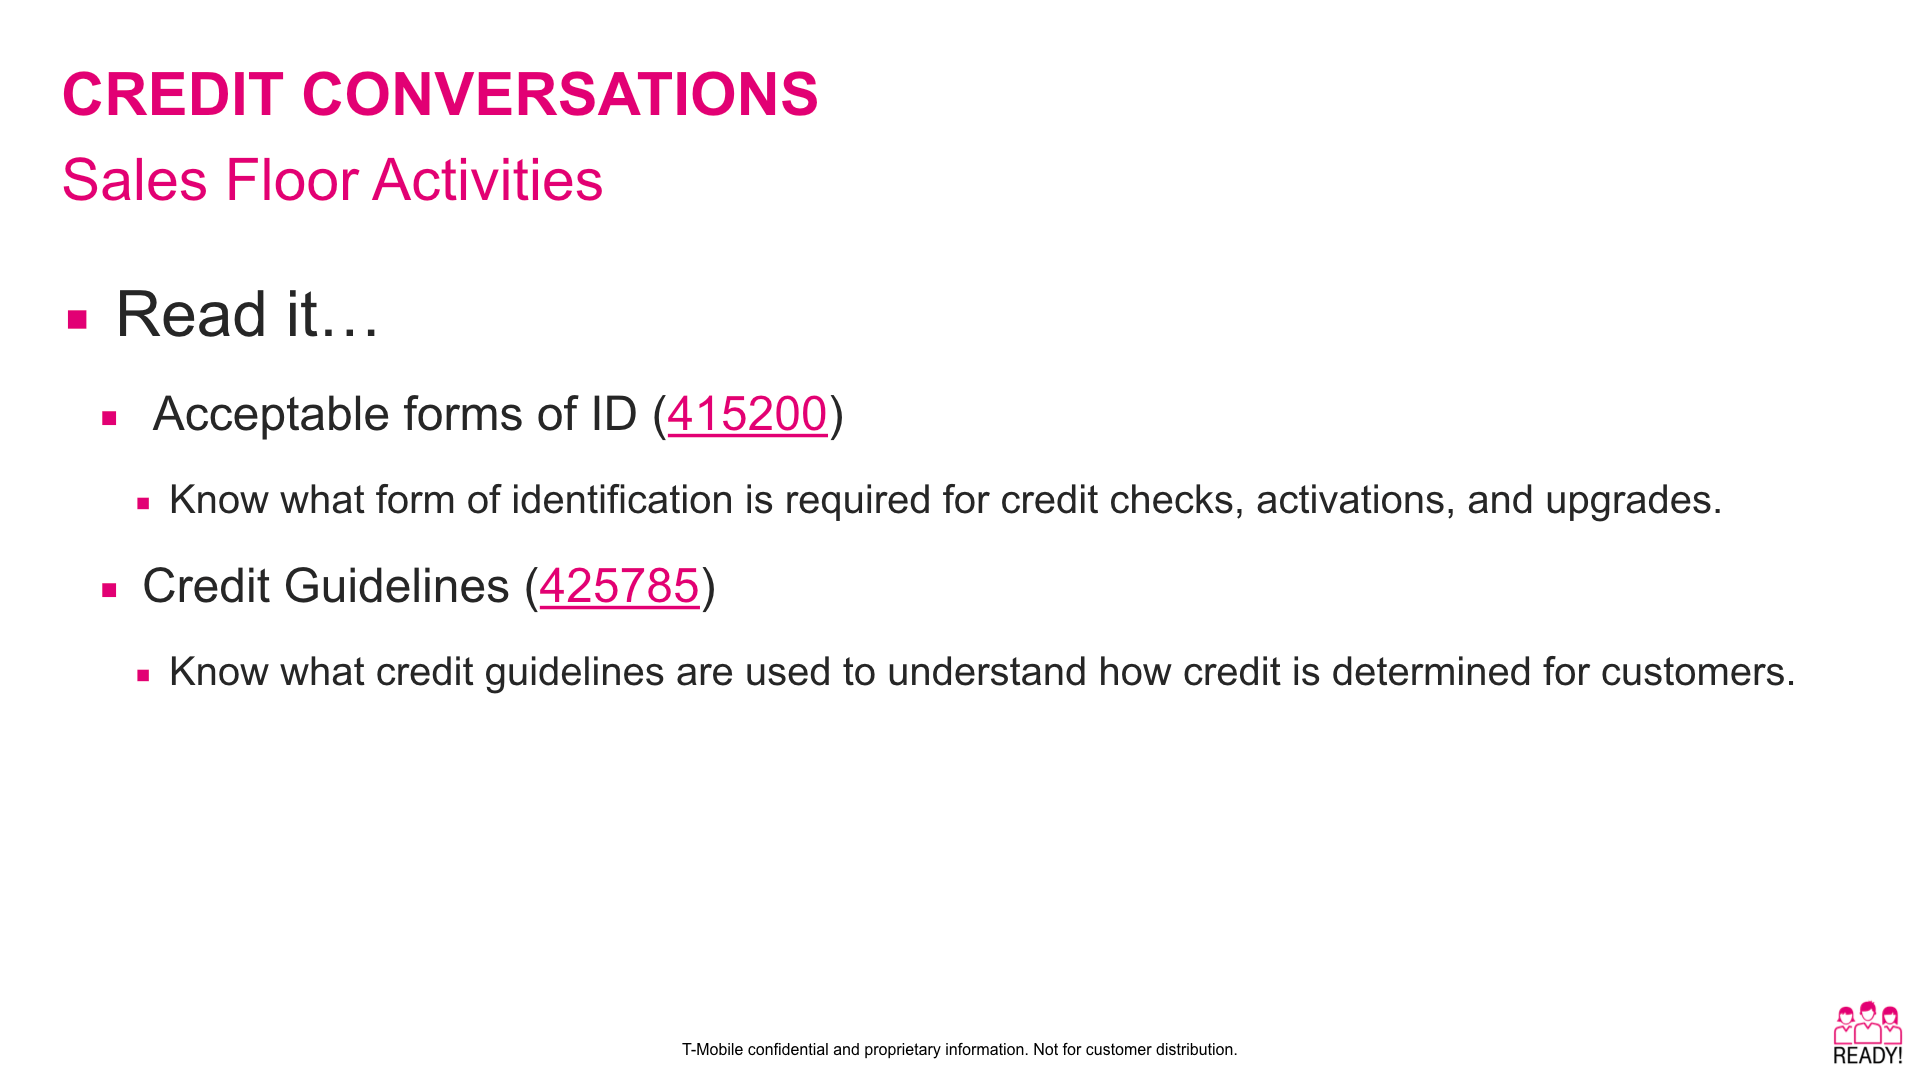 CREDIT CONVERSATIONS
Sales Floor Activities
Read it…
Acceptable forms of ID (415200)
Know what form of identification is required for credit checks, activations, and upgrades.
Credit Guidelines (425785)
Know what credit guidelines are used to understand how credit is determined for customers.
T-Mobile confidential and proprietary information. Not for customer distribution.
READY!